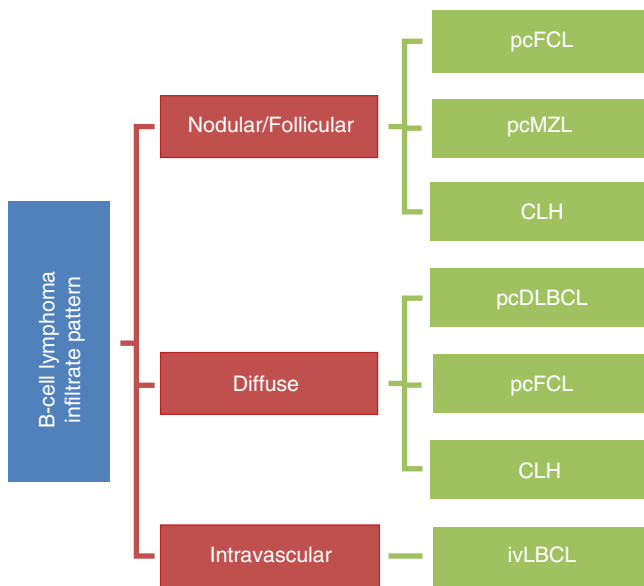 B-cell lymphoma
infiltrate pattern
Nodular/Follicular
pcFCL
pcMZL
CLH
Diffuse
pcDLBCL
pcFCL
CLH
Intravascular
ivLBCL